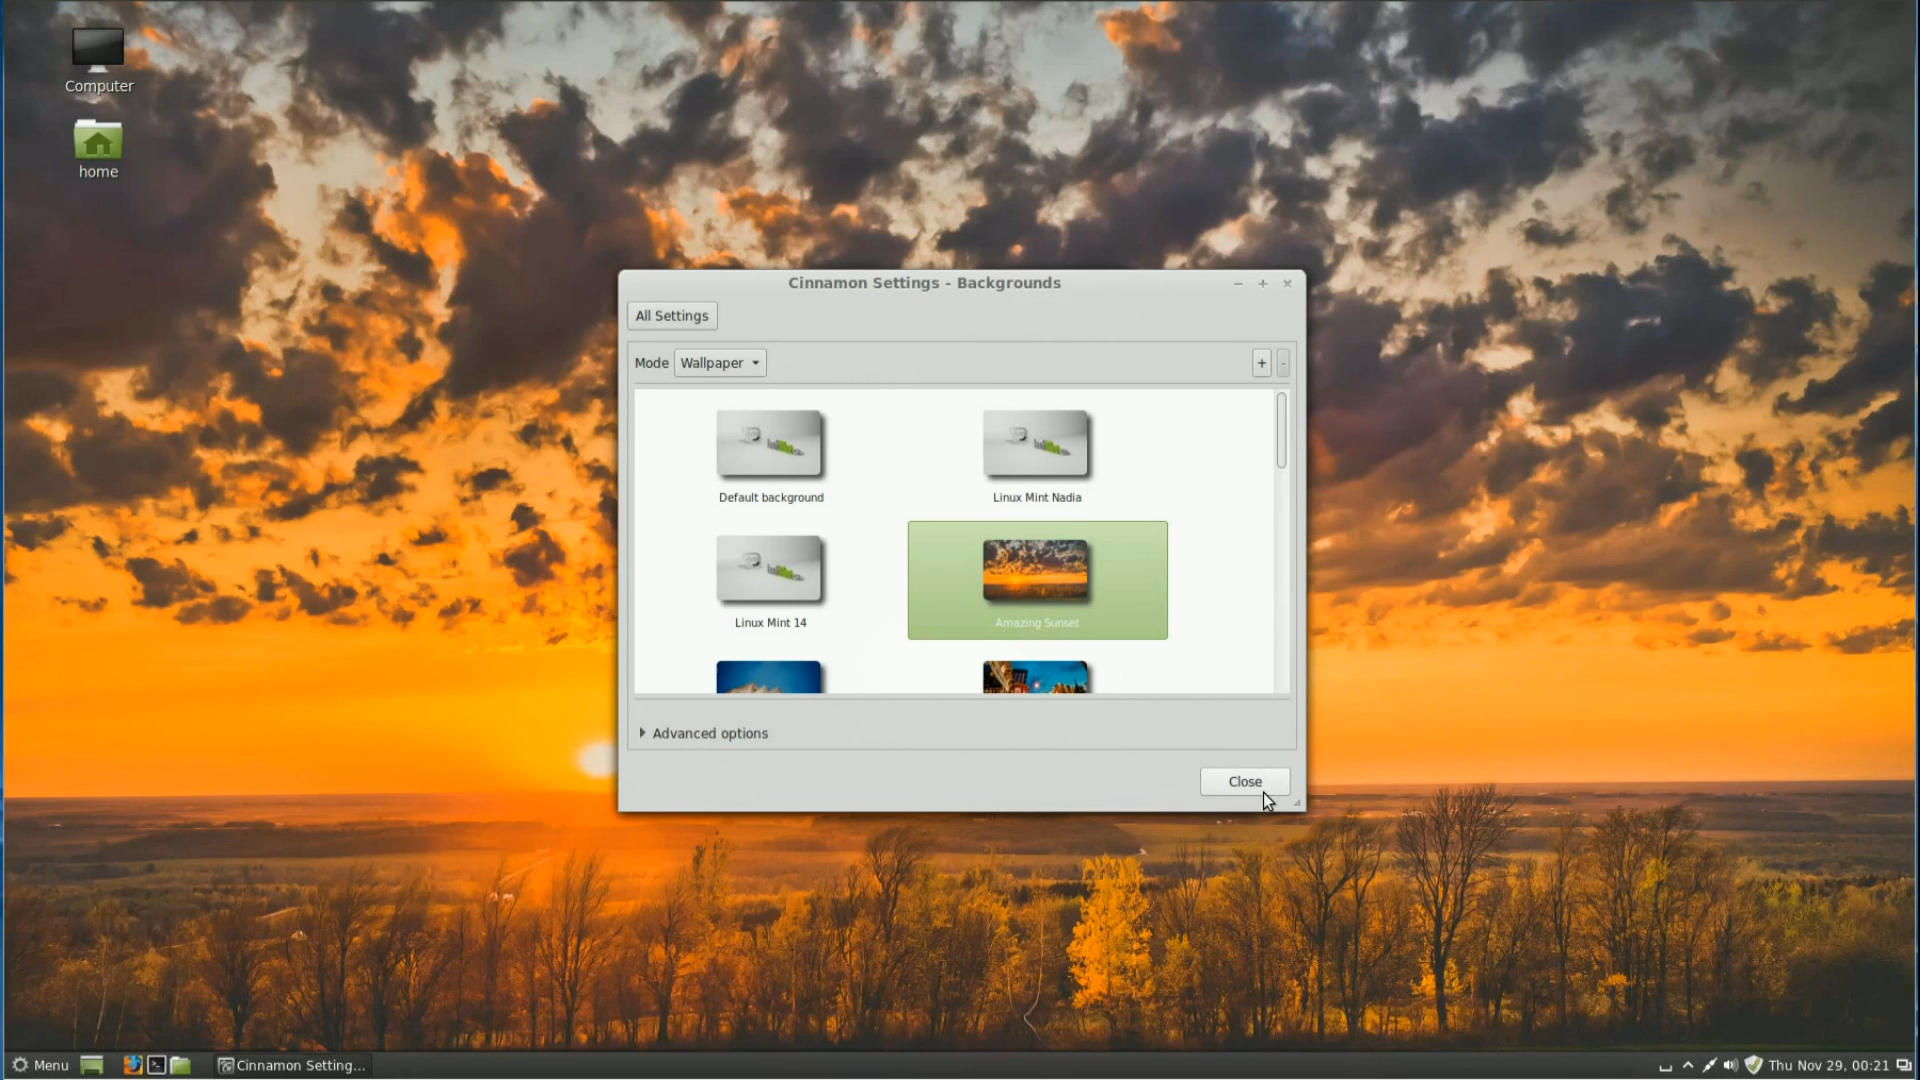 Computer
home
Cinnamon Settings - Backgrounds
All Settings
Mode Wallpaper
Default background
Linux Mint Nadia
Linux Mint 14
Amazing Sunset
Advanced options
Close
Menu
Cinnamon Setting...
Thu Nov 29, 00:21